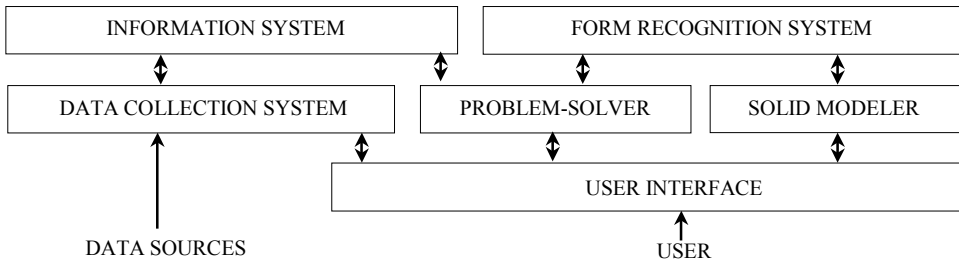 INFORMATION SYSTEM
FORM RECOGNITION SYSTEM
DATA COLLECTION SYSTEM
PROBLEM-SOLVER
SOLID MODELER
USER INTERFACE
DATA SOURCES
USER